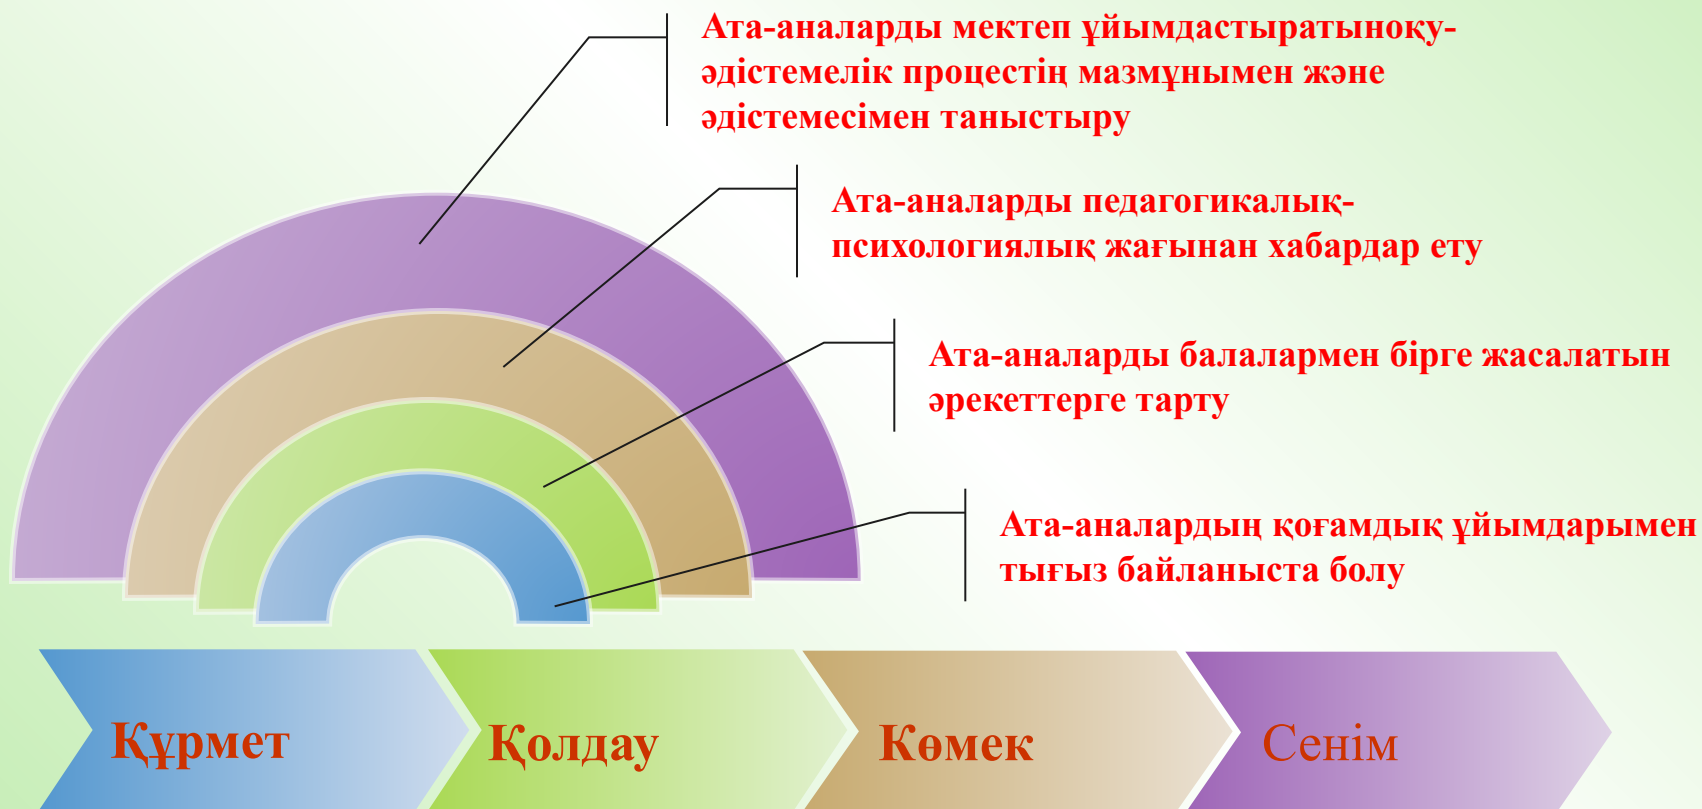 Ата-аналарды мектеп ұйымдастыратыноқу-
әдістемелік процестің мазмұнымен және
әдістемесімен таныстыру
Ата-аналарды педагогикалық-
психологиялық жағынан хабардар ету
Ата-аналарды балалармен бірге жасалатын
әрекеттерге тарту
Ата-аналардың қоғамдық ұйымдарымен
тығыз байланыста болу
Құрмет
Қолдау
Көмек
Сенім